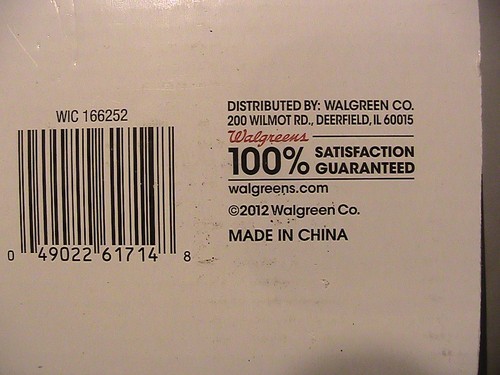 WIC 166252
0 49022 61714 8
DISTRIBUTED BY: WALGREEN CO.
200 WILMOT RD., DEERFIELD, IL 60015
Walgreens
100% SATISFACTION GUARANTEED
walgreens.com
©2012 Walgreen Co.
MADE IN CHINA